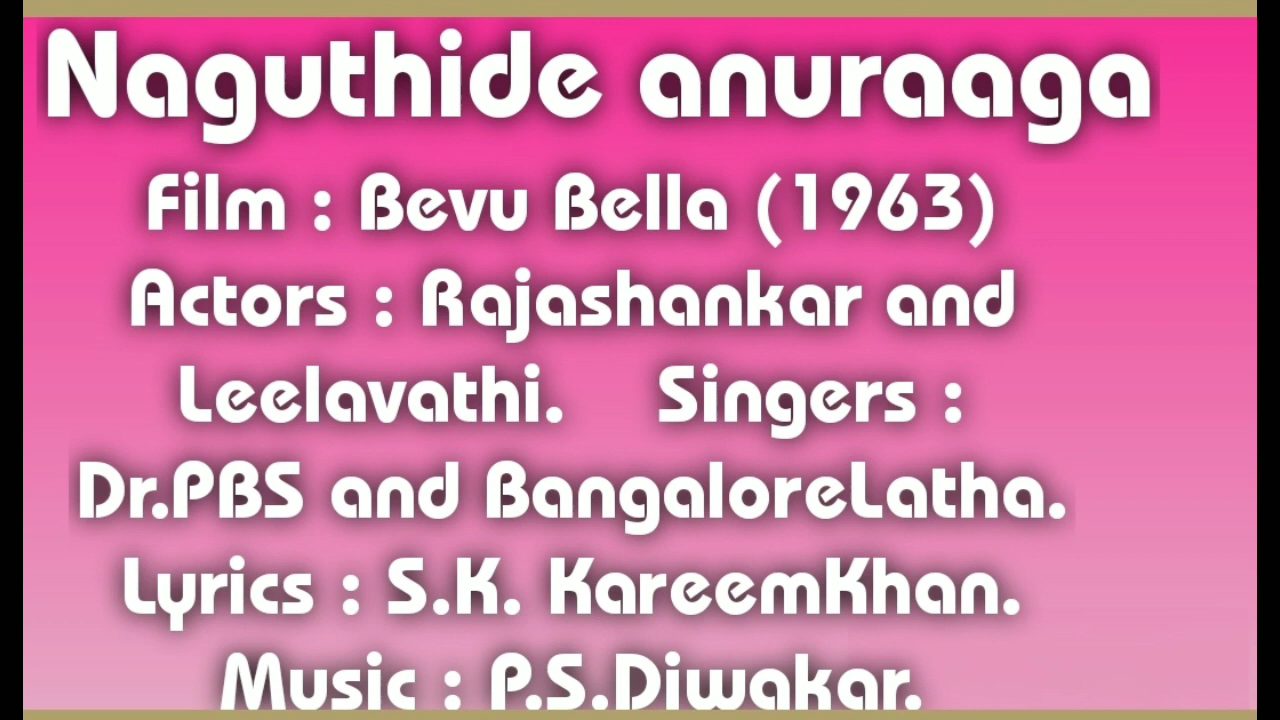 Naguthide anuraaga
Film : Bevu Bella (1963)
Actors : Rajashankar and
Leelavathi. Singers :
Dr.PBS and BangaloreLatha.
Lyrics : S.K. KareemKhan.
Music : P.S.Diwakar.